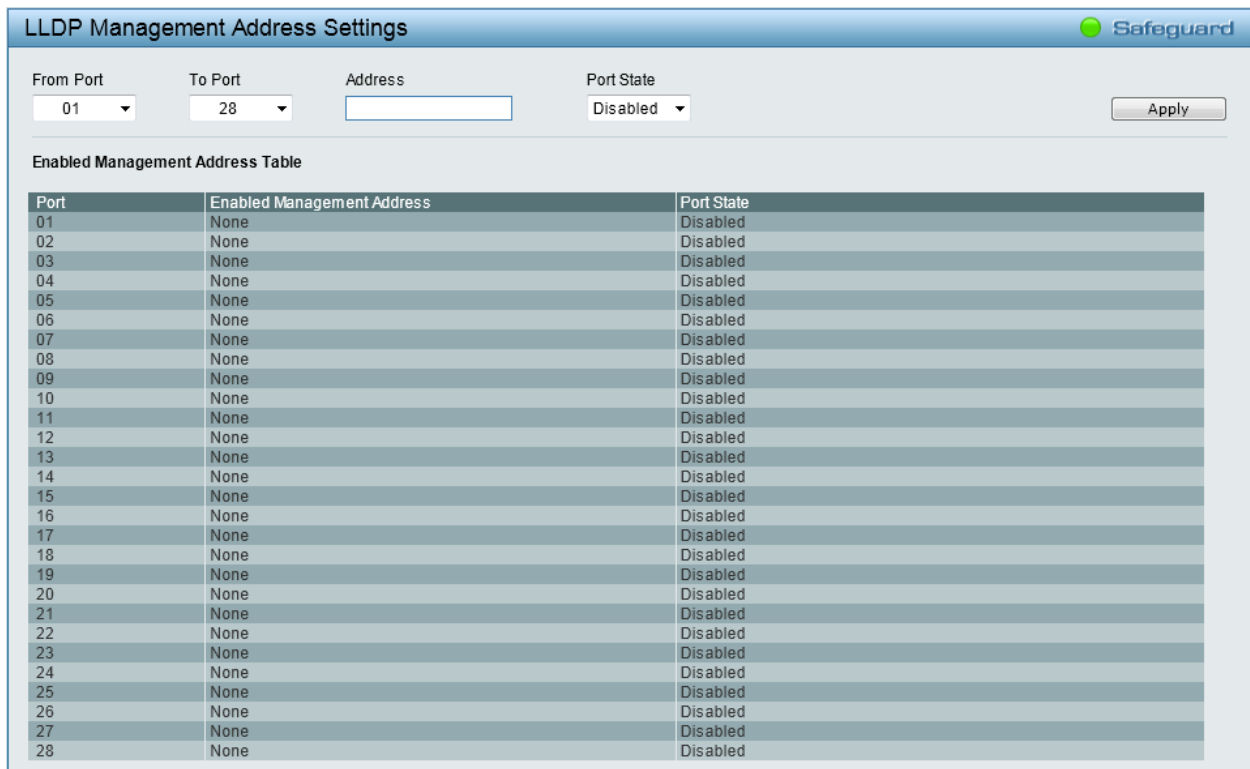 LLDP Management Address Settings
Safeguard
From Port To Port Address Port State
01 28 Disabled Apply
Enabled Management Address Table
Port Enabled Management Address Port State
01 None Disabled
02 None Disabled
03 None Disabled
04 None Disabled
05 None Disabled
06 None Disabled
07 None Disabled
08 None Disabled
09 None Disabled
10 None Disabled
11 None Disabled
12 None Disabled
13 None Disabled
14 None Disabled
15 None Disabled
16 None Disabled
17 None Disabled
18 None Disabled
19 None Disabled
20 None Disabled
21 None Disabled
22 None Disabled
23 None Disabled
24 None Disabled
25 None Disabled
26 None Disabled
27 None Disabled
28 None Disabled